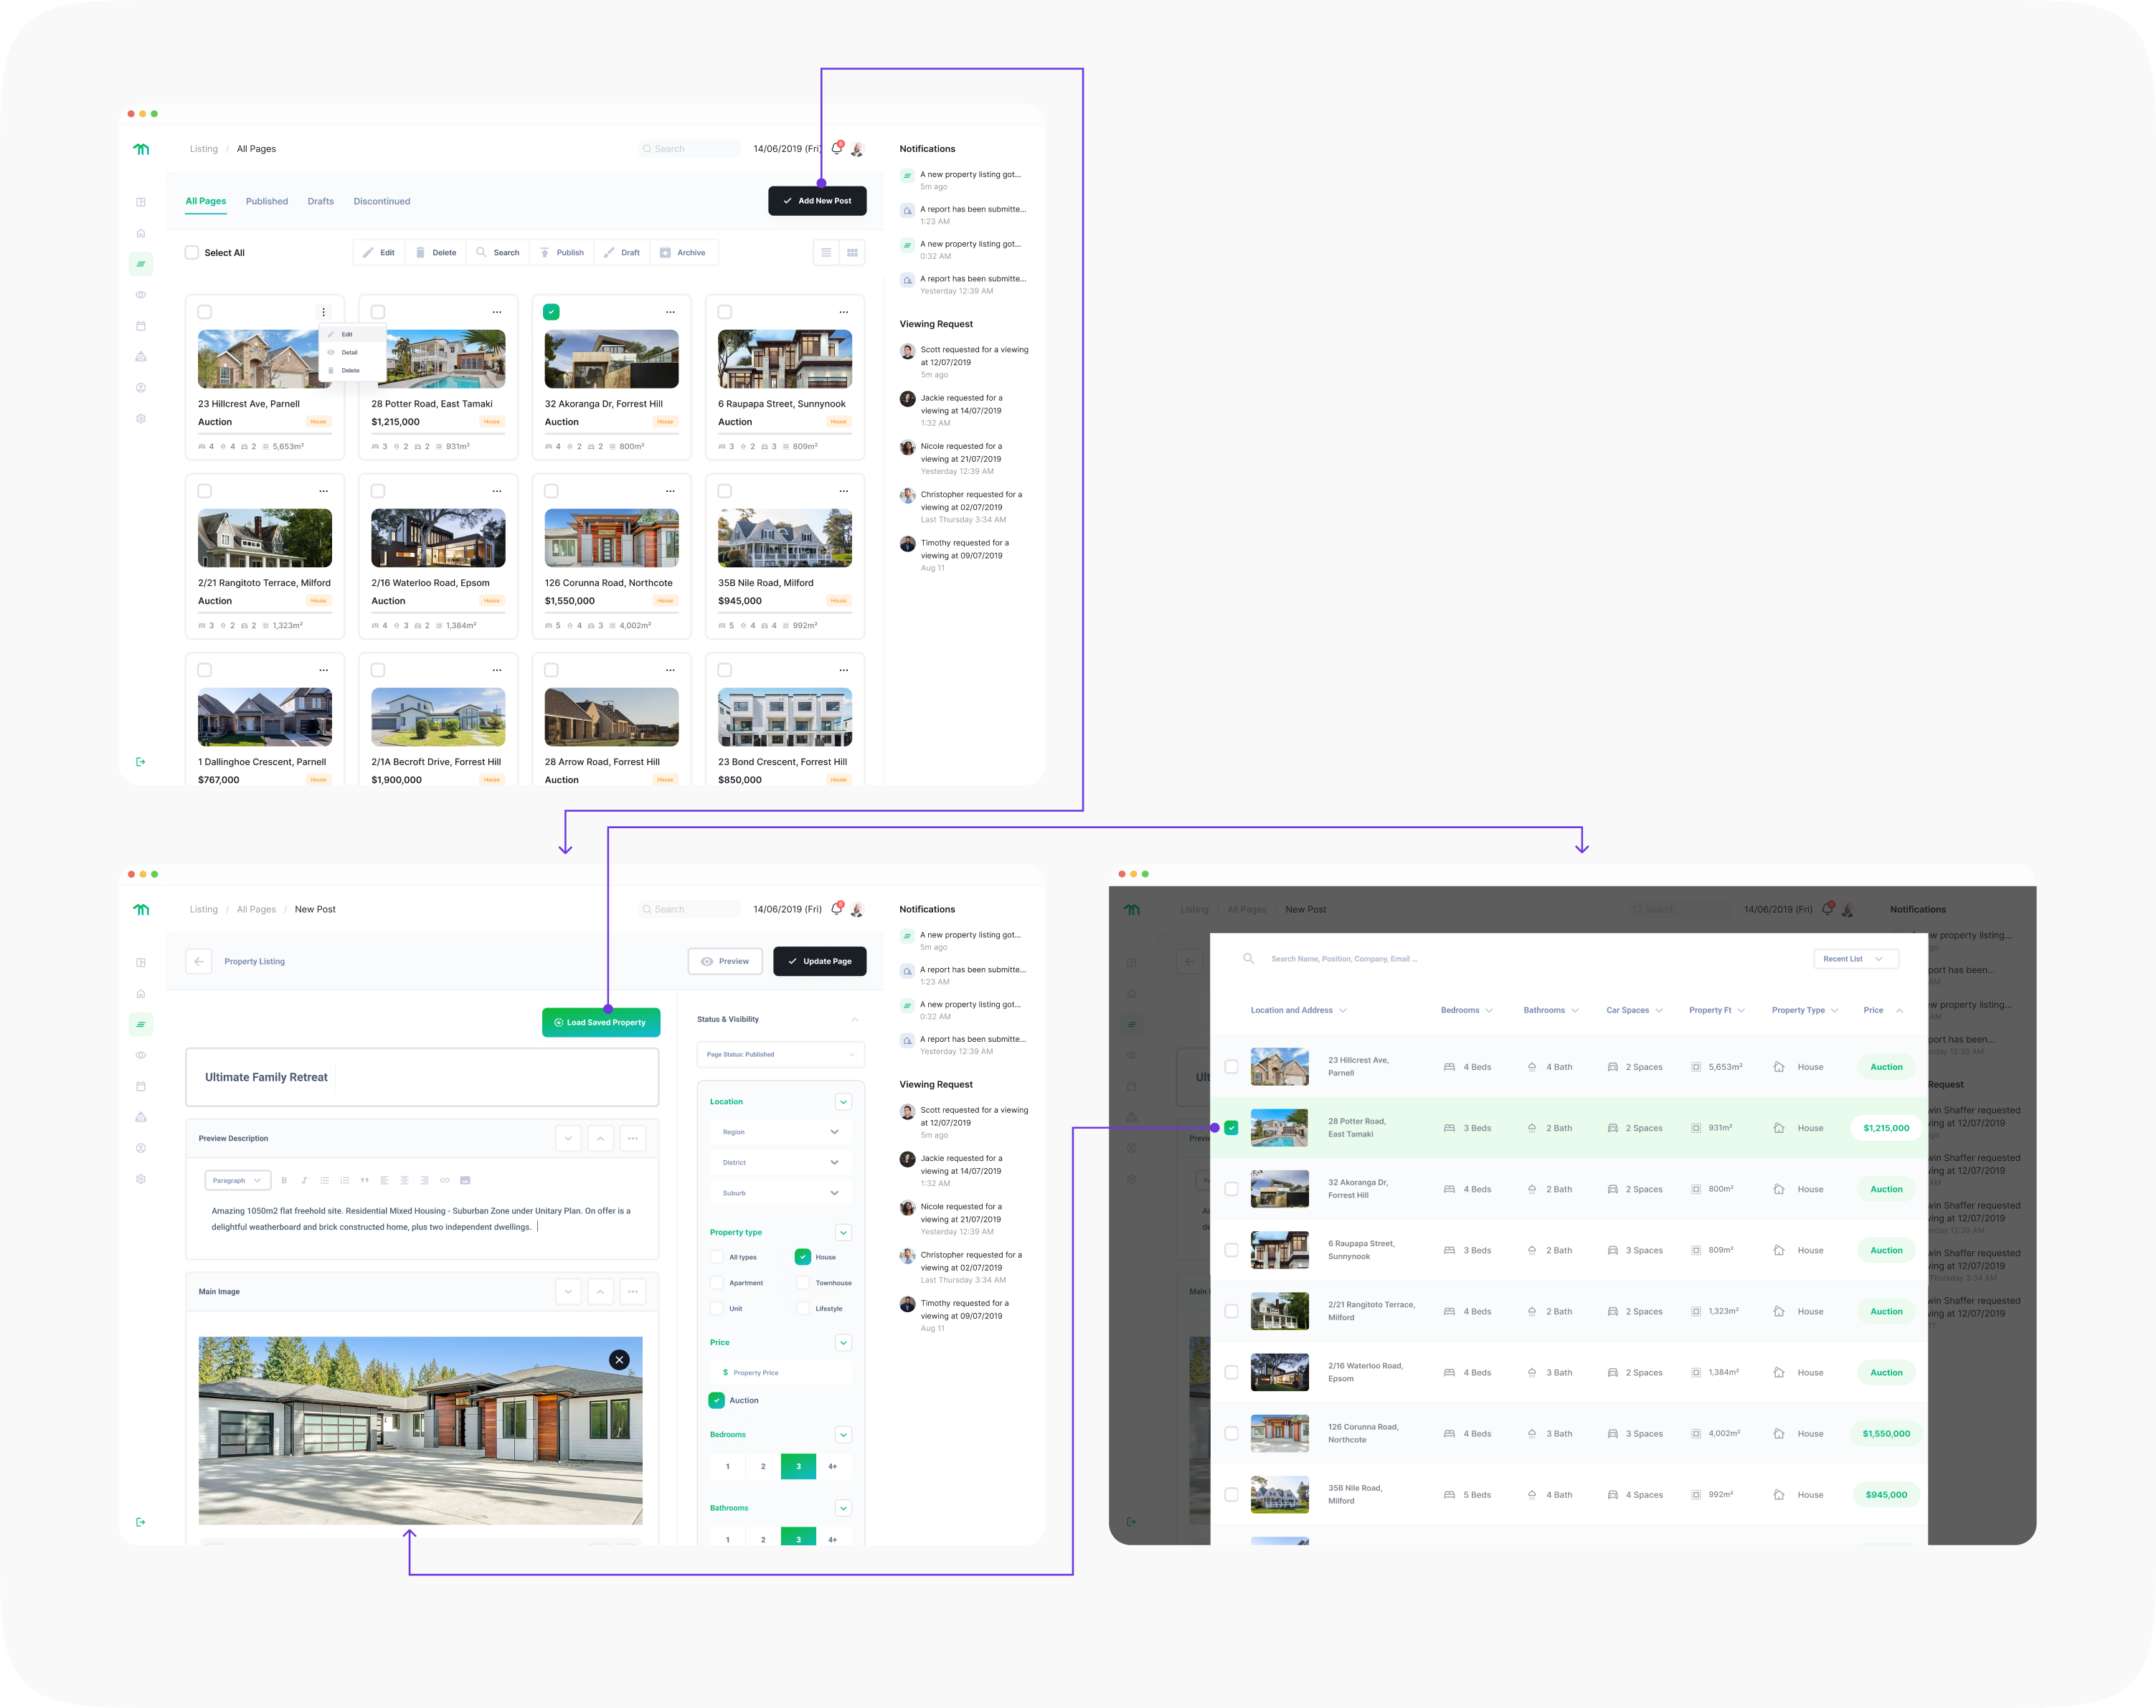 Listing / All Pages
Search
14/06/2019 (Fri)
6
All Pages
Published
Drafts
Discontinued
Add New Post
Select All
Edit
Delete
Search
Publish
Draft
Archive
Edit
Detail
Delete
23 Hillcrest Ave, Parnell
Auction
House
4 4 2 5,653m²
28 Potter Road, East Tamaki
$1,215,000
House
3 2 2 931m²
32 Akoranga Dr, Forrest Hill
Auction
House
4 2 2 800m²
6 Raupapa Street, Sunnynook
Auction
House
3 2 3 809m²
2/21 Rangitoto Terrace, Milford
Auction
House
3 2 2 1,323m²
2/16 Waterloo Road, Epsom
Auction
House
4 3 2 1,384m²
126 Corunna Road, Northcote
$1,550,000
House
5 4 3 4,002m²
35B Nile Road, Milford
$945,000
House
5 4 4 992m²
1 Dallinghoe Crescent, Parnell
$767,000
House
2/1A Becroft Drive, Forrest Hill
$1,900,000
House
28 Arrow Road, Forrest Hill
Auction
House
23 Bond Crescent, Forrest Hill
$850,000
House
Notifications
A new property listing got...
5m ago
A report has been submitte...
1:23 AM
A new property listing got...
0:32 AM
A report has been submitte...
Yesterday 12:39 AM
Viewing Request
Scott requested for a viewing
at 12/07/2019
5m ago
Jackie requested for a
viewing at 14/07/2019
1:32 AM
Nicole requested for a
viewing at 21/07/2019
Yesterday 12:39 AM
Christopher requested for a
viewing at 02/07/2019
Last Thursday 3:34 AM
Timothy requested for a
viewing at 09/07/2019
Aug 11
Listing / All Pages / New Post
Search
14/06/2019 (Fri)
6
Property Listing
Preview
Update Page
Load Saved Property
Ultimate Family Retreat
Preview Description
Paragraph
B I
Amazing 1050m2 flat freehold site. Residential Mixed Housing - Suburban Zone under Unitary Plan. On offer is a
delightful weatherboard and brick constructed home, plus two independent dwellings.
Main Image
Status & Visibility
Page Status: Published
Location
Region
District
Suburb
Property type
All types
House
Apartment
Townhouse
Unit
Lifestyle
Price
$ Property Price
Auction
Bedrooms
1 2 3 4+
Bathrooms
1 2 3 4+
Notifications
A new property listing got...
5m ago
A report has been submitte...
1:23 AM
A new property listing got...
0:32 AM
A report has been submitte...
Yesterday 12:39 AM
Viewing Request
Scott requested for a viewing
at 12/07/2019
5m ago
Jackie requested for a
viewing at 14/07/2019
1:32 AM
Nicole requested for a
viewing at 21/07/2019
Yesterday 12:39 AM
Christopher requested for a
viewing at 02/07/2019
Last Thursday 3:34 AM
Timothy requested for a
viewing at 09/07/2019
Aug 11
Listing / All Pages / New Post
Search
14/06/2019 (Fri)
Notifications
Search Name, Position, Company, Email ...
Recent List
Location and Address
Bedrooms
Bathrooms
Car Spaces
Property Ft
Property Type
Price
23 Hillcrest Ave,
Parnell
4 Beds
4 Bath
2 Spaces
5,653m²
House
Auction
28 Potter Road,
East Tamaki
3 Beds
2 Bath
2 Spaces
931m²
House
$1,215,000
32 Akoranga Dr,
Forrest Hill
4 Beds
2 Bath
2 Spaces
800m²
House
Auction
6 Raupapa Street,
Sunnynook
3 Beds
2 Bath
3 Spaces
809m²
House
Auction
2/21 Rangitoto Terrace,
Milford
4 Beds
2 Bath
2 Spaces
1,323m²
House
Auction
2/16 Waterloo Road,
Epsom
4 Beds
3 Bath
2 Spaces
1,384m²
House
Auction
126 Corunna Road,
Northcote
4 Beds
3 Bath
3 Spaces
4,002m²
House
$1,550,000
35B Nile Road,
Milford
5 Beds
4 Bath
4 Spaces
992m²
House
$945,000